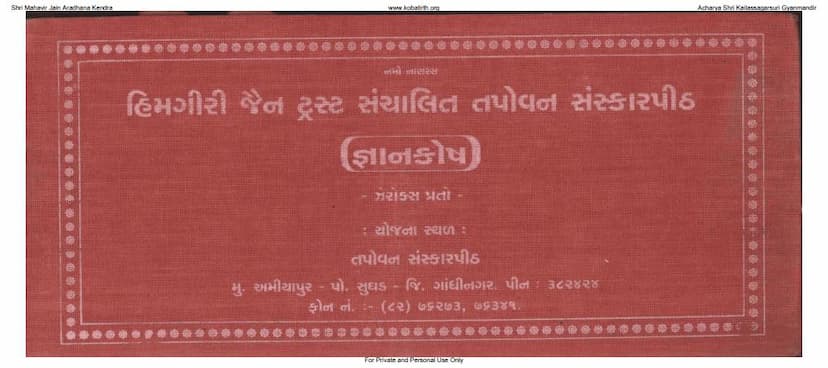 Shri Mahavir Jain Aradhana Kendra www.kobatirth.org Acharya Shri Kailassagarsuri Gyanmandir
નમો નાણસ્સ
હિમગીરી જૈન ટ્રસ્ટ સંચાલિત તપોવન સંસ્કારપીઠ
(જ્ઞાનકોષ)
- ઝેરોક્સ પ્રતો -
: યોજના સ્થળ :
તપોવન સંસ્કારપીઠ
મુ. અમીયાપુર - પો. સુઘડ - જિ. ગાંધીનગર. પીન : ૩૮૨૪૨૪
ફોન નં. :- (૮૨) ૭૬૨૭૩, ૭૬૩૪૧.
For Private and Personal Use Only